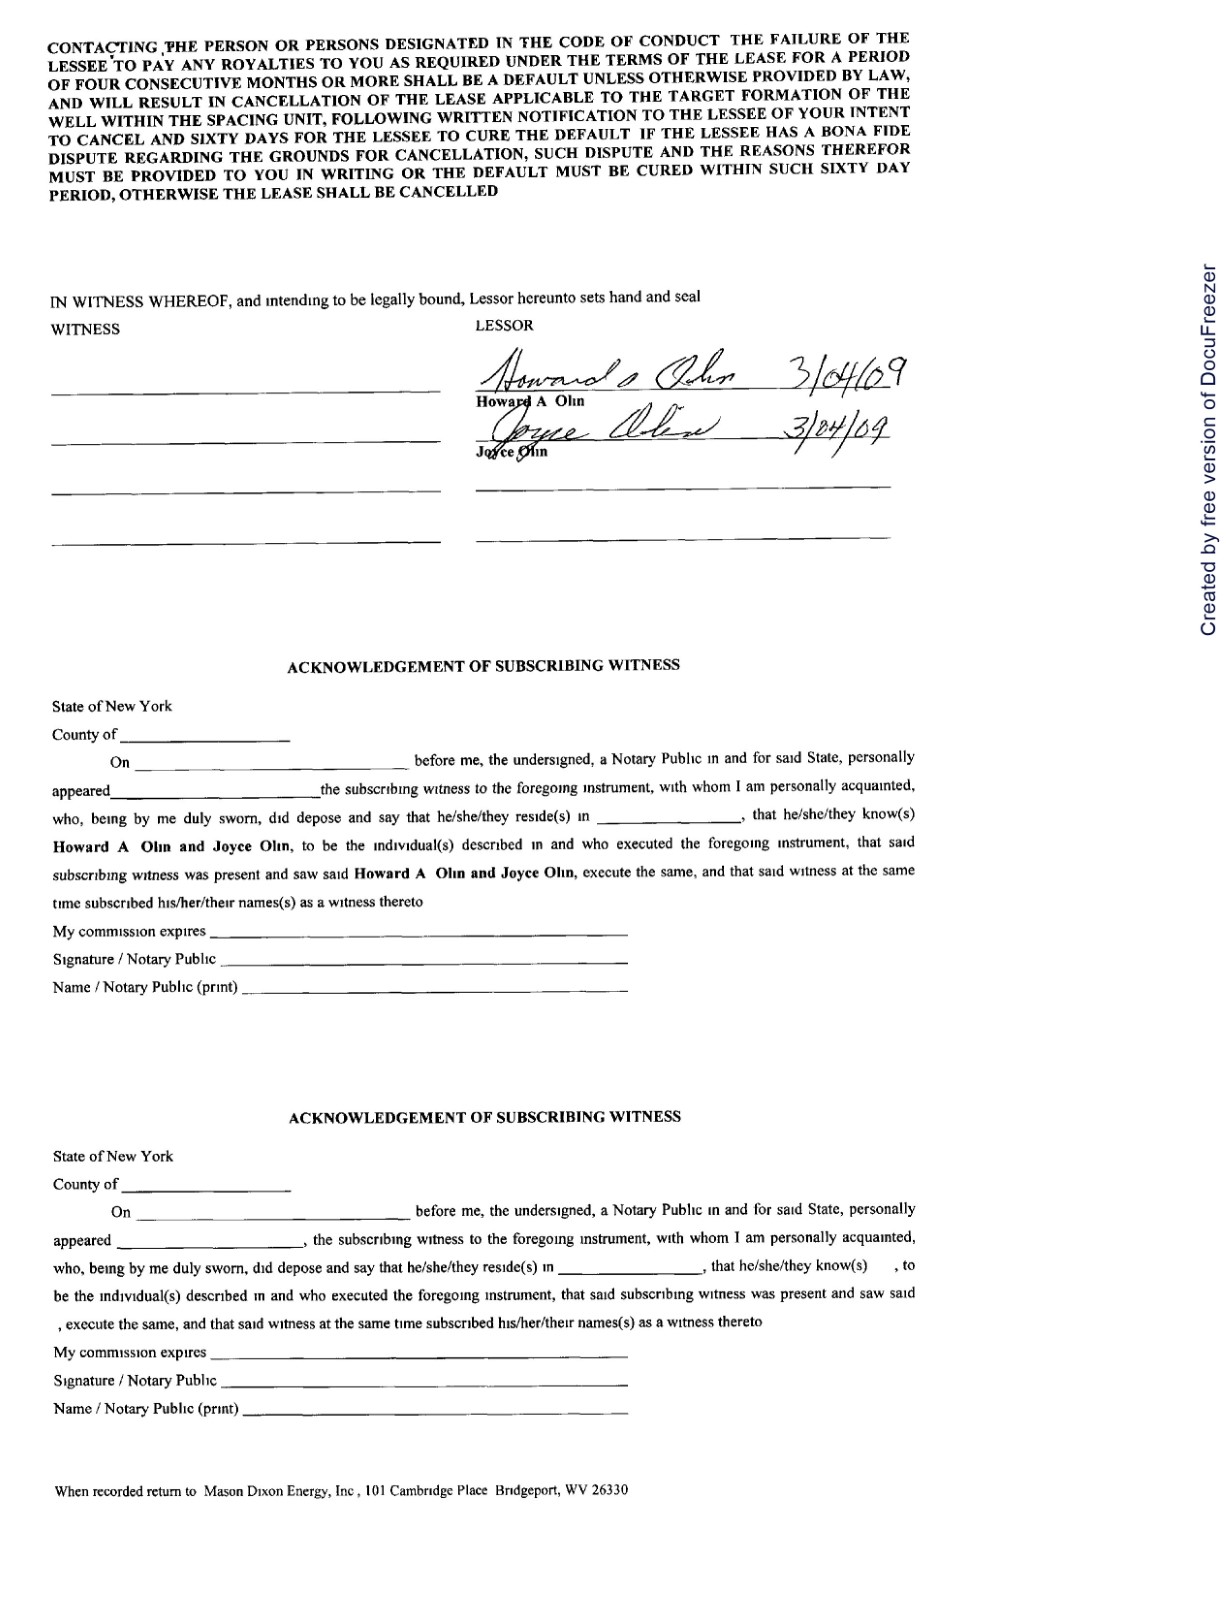 CONTACTING THE PERSON OR PERSONS DESIGNATED IN THE CODE OF CONDUCT THE FAILURE OF THE
LESSEE TO PAY ANY ROYALTIES TO YOU AS REQUIRED UNDER THE TERMS OF THE LEASE FOR A PERIOD
OF FOUR CONSECUTIVE MONTHS OR MORE SHALL BE A DEFAULT UNLESS OTHERWISE PROVIDED BY LAW,
AND WILL RESULT IN CANCELLATION OF THE LEASE APPLICABLE TO THE TARGET FORMATION OF THE
WELL WITHIN THE SPACING UNIT, FOLLOWING WRITTEN NOTIFICATION TO THE LESSEE OF YOUR INTENT
TO CANCEL AND SIXTY DAYS FOR THE LESSEE TO CURE THE DEFAULT IF THE LESSEE HAS A BONA FIDE
DISPUTE REGARDING THE GROUNDS FOR CANCELLATION, SUCH DISPUTE AND THE REASONS THEREFOR
MUST BE PROVIDED TO YOU IN WRITING OR THE DEFAULT MUST BE CURED WITHIN SUCH SIXTY DAY
PERIOD, OTHERWISE THE LEASE SHALL BE CANCELLED
IN WITNESS WHEREOF, and intending to be legally bound, Lessor hereunto sets hand and seal
WITNESS LESSOR
Howard A Olin 3/04/09
Howard A Olin
Joyce Olin 3/04/09
Joyce Olin
ACKNOWLEDGEMENT OF SUBSCRIBING WITNESS
State of New York
County of
On before me, the undersigned, a Notary Public in and for said State, personally
appeared the subscribing witness to the foregoing instrument, with whom I am personally acquainted,
who, being by me duly sworn, did depose and say that he/she/they reside(s) in , that he/she/they know(s)
Howard A Olin and Joyce Olin, to be the individual(s) described in and who executed the foregoing instrument, that said
subscribing witness was present and saw said Howard A Olin and Joyce Olin, execute the same, and that said witness at the same
time subscribed his/her/their names(s) as a witness thereto
My commission expires
Signature / Notary Public
Name / Notary Public (print)
ACKNOWLEDGEMENT OF SUBSCRIBING WITNESS
State of New York
County of
On before me, the undersigned, a Notary Public in and for said State, personally
appeared , the subscribing witness to the foregoing instrument, with whom I am personally acquainted,
who, being by me duly sworn, did depose and say that he/she/they reside(s) in , that he/she/they know(s) , to
be the individual(s) described in and who executed the foregoing instrument, that said subscribing witness was present and saw said
, execute the same, and that said witness at the same time subscribed his/her/their names(s) as a witness thereto
My commission expires
Signature / Notary Public
Name / Notary Public (print)
When recorded return to Mason Dixon Energy, Inc , 101 Cambridge Place Bridgeport, WV 26330
Created by free version of DocuFreezer